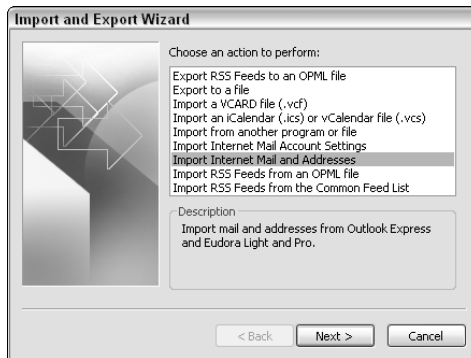 Import and Export Wizard
Choose an action to perform:
Export RSS Feeds to an OPML file
Export to a file
Import a VCARD file (.vcf)
Import an iCalendar (.ics) or vCalendar file (.vcs)
Import from another program or file
Import Internet Mail Account Settings
Import Internet Mail and Addresses
Import RSS Feeds from an OPML file
Import RSS Feeds from the Common Feed List
Description
Import mail and addresses from Outlook Express
and Eudora Light and Pro.
< Back
Next >
Cancel